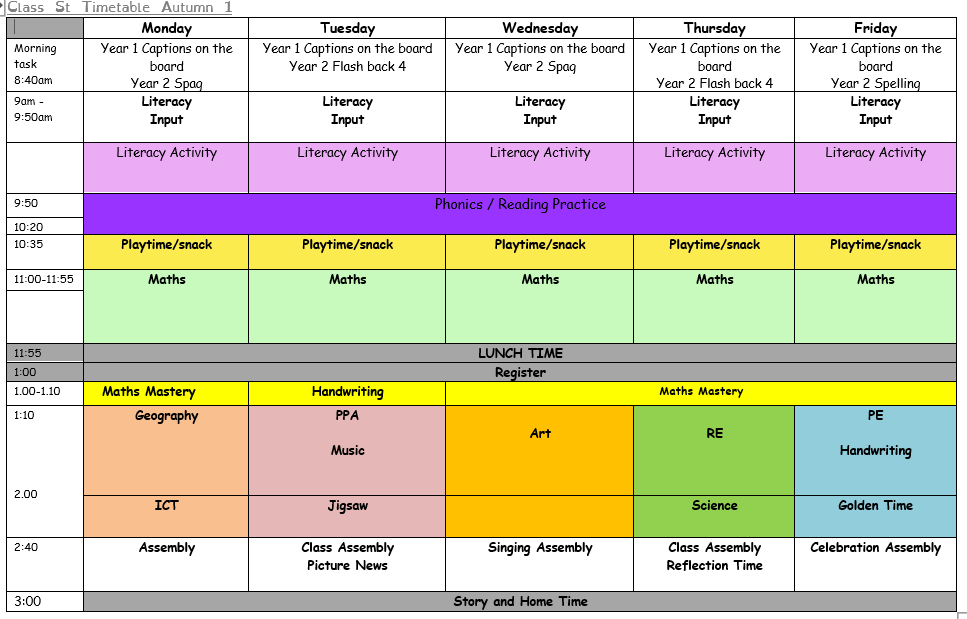 Class St Timetable Autumn 1
Monday Tuesday Wednesday Thursday Friday
Morning task 8:40am
Year 1 Captions on the board
Year 2 Spag
Year 1 Captions on the board
Year 2 Flash back 4
Year 1 Captions on the board
Year 2 Spag
Year 1 Captions on the board
Year 2 Flash back 4
Year 1 Captions on the board
Year 2 Spelling
9am - 9:50am
Literacy Input
Literacy Input
Literacy Input
Literacy Input
Literacy Input
Literacy Activity Literacy Activity Literacy Activity Literacy Activity Literacy Activity
9:50
Phonics / Reading Practice
10:20
10:35 Playtime/snack Playtime/snack Playtime/snack Playtime/snack Playtime/snack
11:00-11:55 Maths Maths Maths Maths Maths
11:55 LUNCH TIME
1:00 Register
1.00-1.10 Maths Mastery Handwriting Maths Mastery
1:10
Geography
PPA
Music
Art
RE
PE
Handwriting
2.00
ICT
Jigsaw
Science
Golden Time
2:40
Assembly
Class Assembly
Picture News
Singing Assembly
Class Assembly
Reflection Time
Celebration Assembly
3:00 Story and Home Time